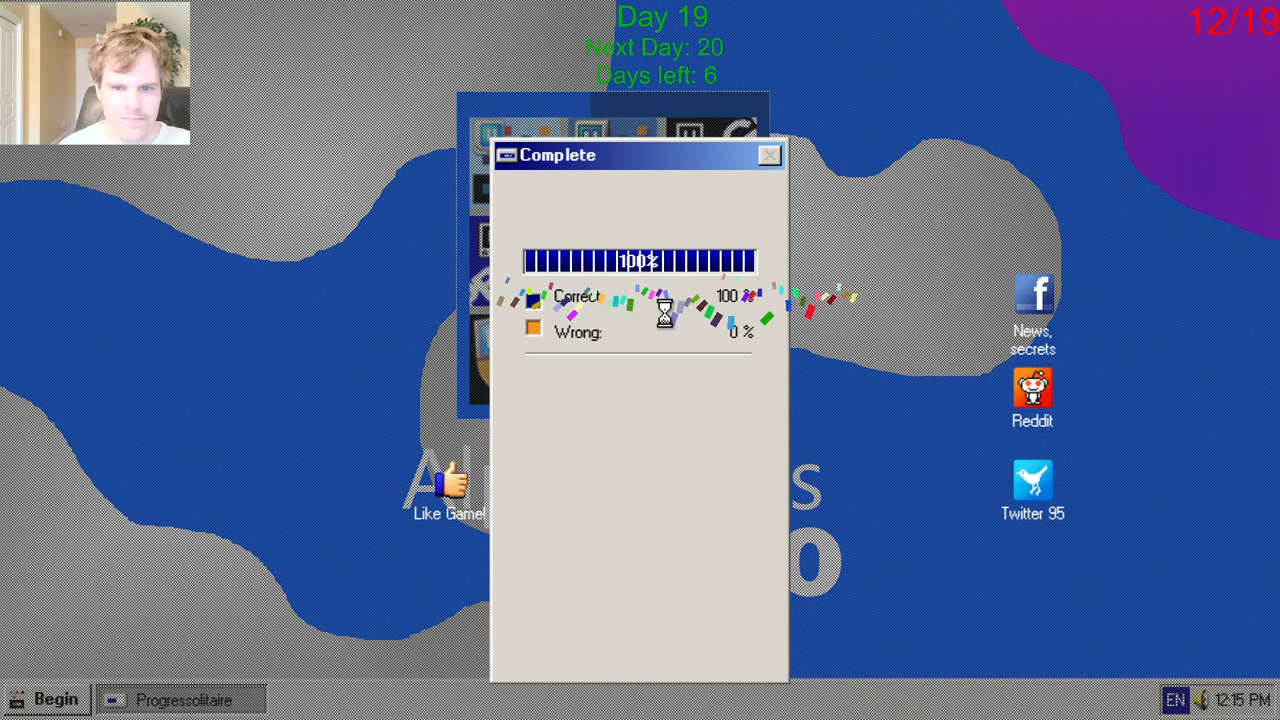 Day 19
Next Day: 20
Days left: 6
12/19
Complete
100%
Correct 100 %
Wrong: 0 %
News,
secrets
Reddit
Like Game!
Twitter 95
Begin
Progressolitaire
EN
12:15 PM